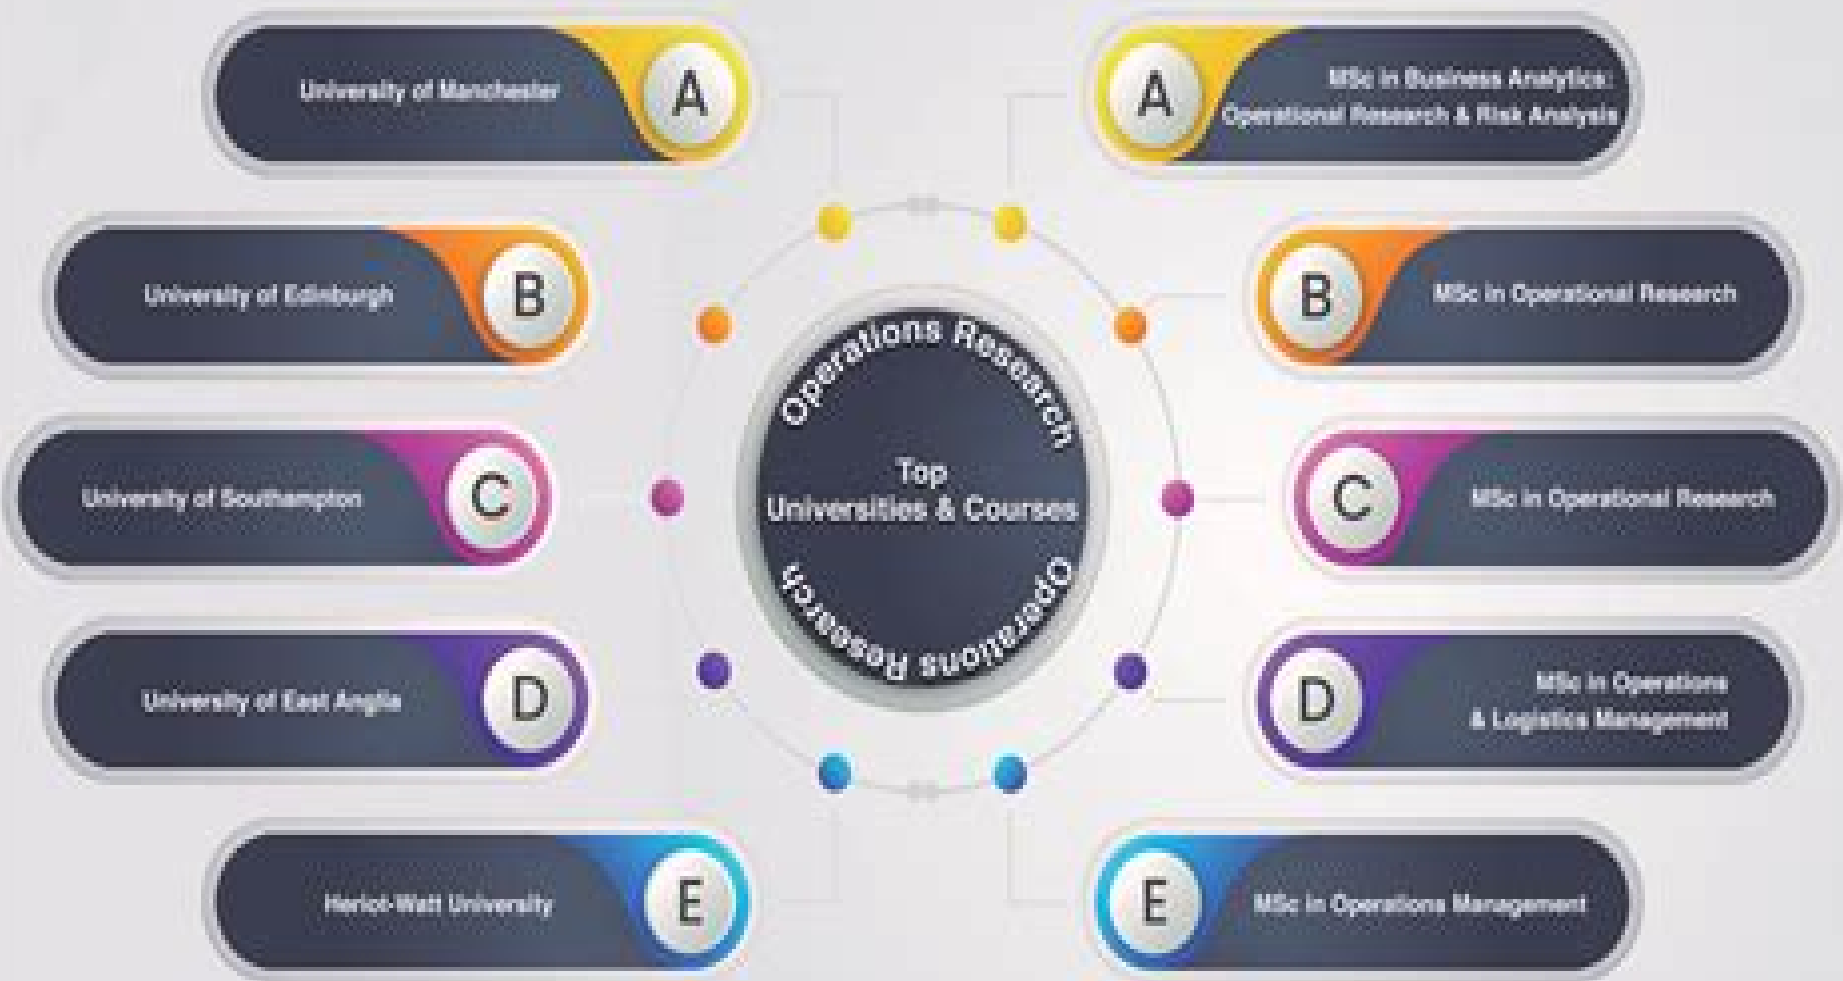 University of Manchester
A
A
MSc in Business Analytics:
Operational Research & Risk Analysis
University of Edinburgh
B
B
MSc in Operational Research
Operations Research
Top
Universities & Courses
Operations Research
University of Southampton
C
C
MSc in Operational Research
University of East Anglia
D
D
MSc in Operations
& Logistics Management
Heriot-Watt University
E
E
MSc in Operations Management